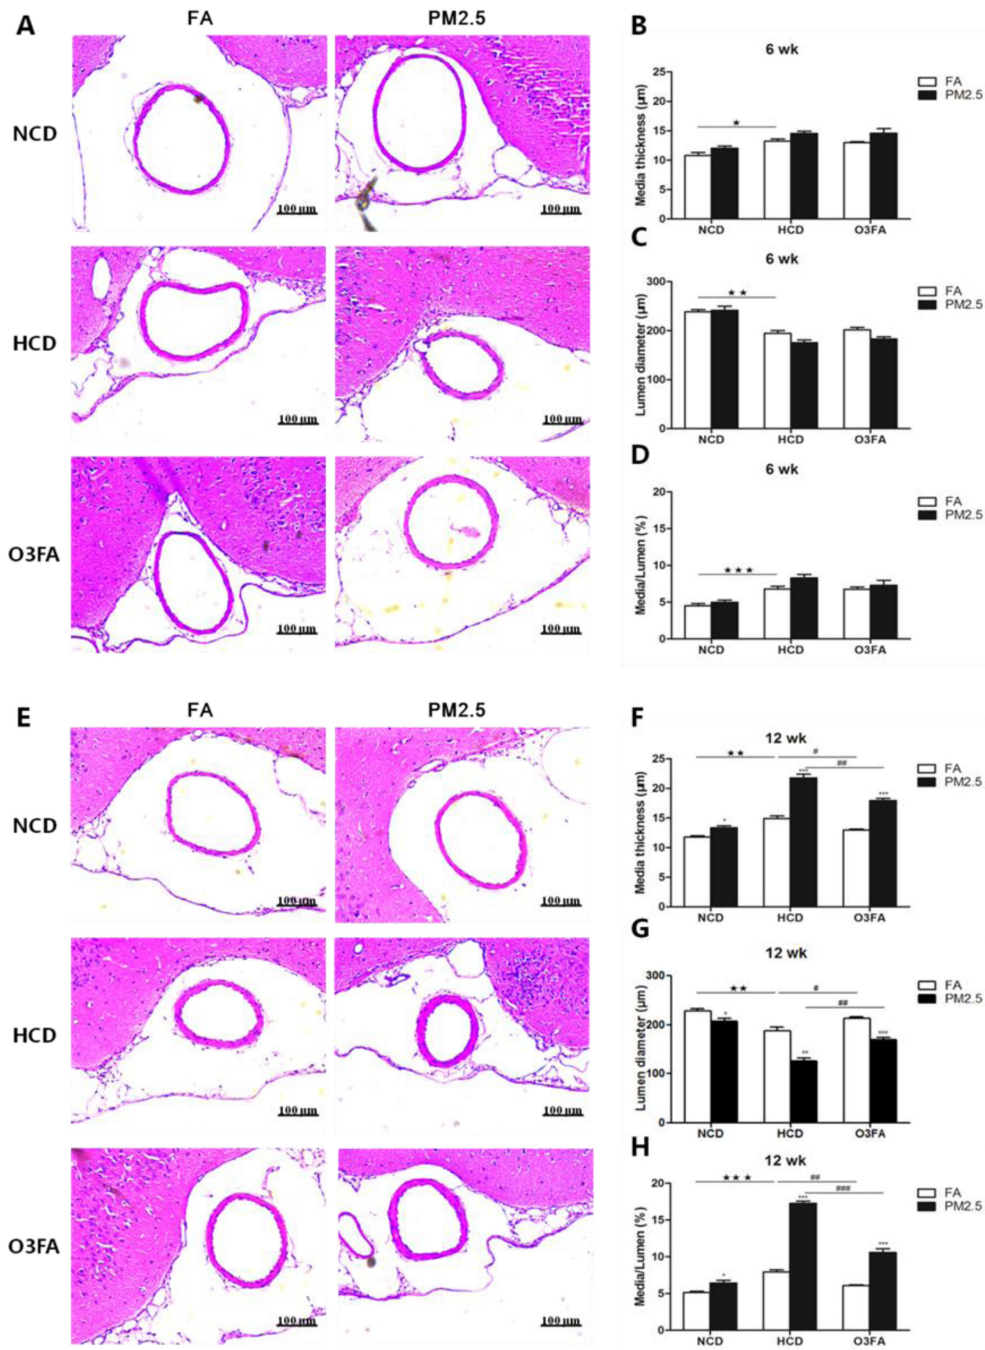 A
FA PM2.5
NCD
100 μm 100 μm
HCD
100 μm 100 μm
O3FA
100 μm 100 μm
B
6 wk
Media thickness (μm)
25
20
15
10
5
0
★
NCD HCD O3FA
FA
PM2.5
C
6 wk
Lumen diameter (μm)
300
200
100
0
★ ★
NCD HCD O3FA
FA
PM2.5
D
6 wk
Media/Lumen (%)
20
15
10
5
0
★ ★ ★
NCD HCD O3FA
FA
PM2.5
E
FA PM2.5
NCD
100 μm 100 μm
HCD
100 μm 100 μm
O3FA
100 μm 100 μm
F
12 wk
Media thickness (μm)
25
20
15
10
5
0
★★ #
##
* *** ***
NCD HCD O3FA
FA
PM2.5
G
12 wk
Lumen diameter (μm)
300
200
100
0
★★ #
##
* ** ***
NCD HCD O3FA
FA
PM2.5
H
12 wk
Media/Lumen (%)
20
15
10
5
0
★ ★ ★ ##
###
* *** ***
NCD HCD O3FA
FA
PM2.5